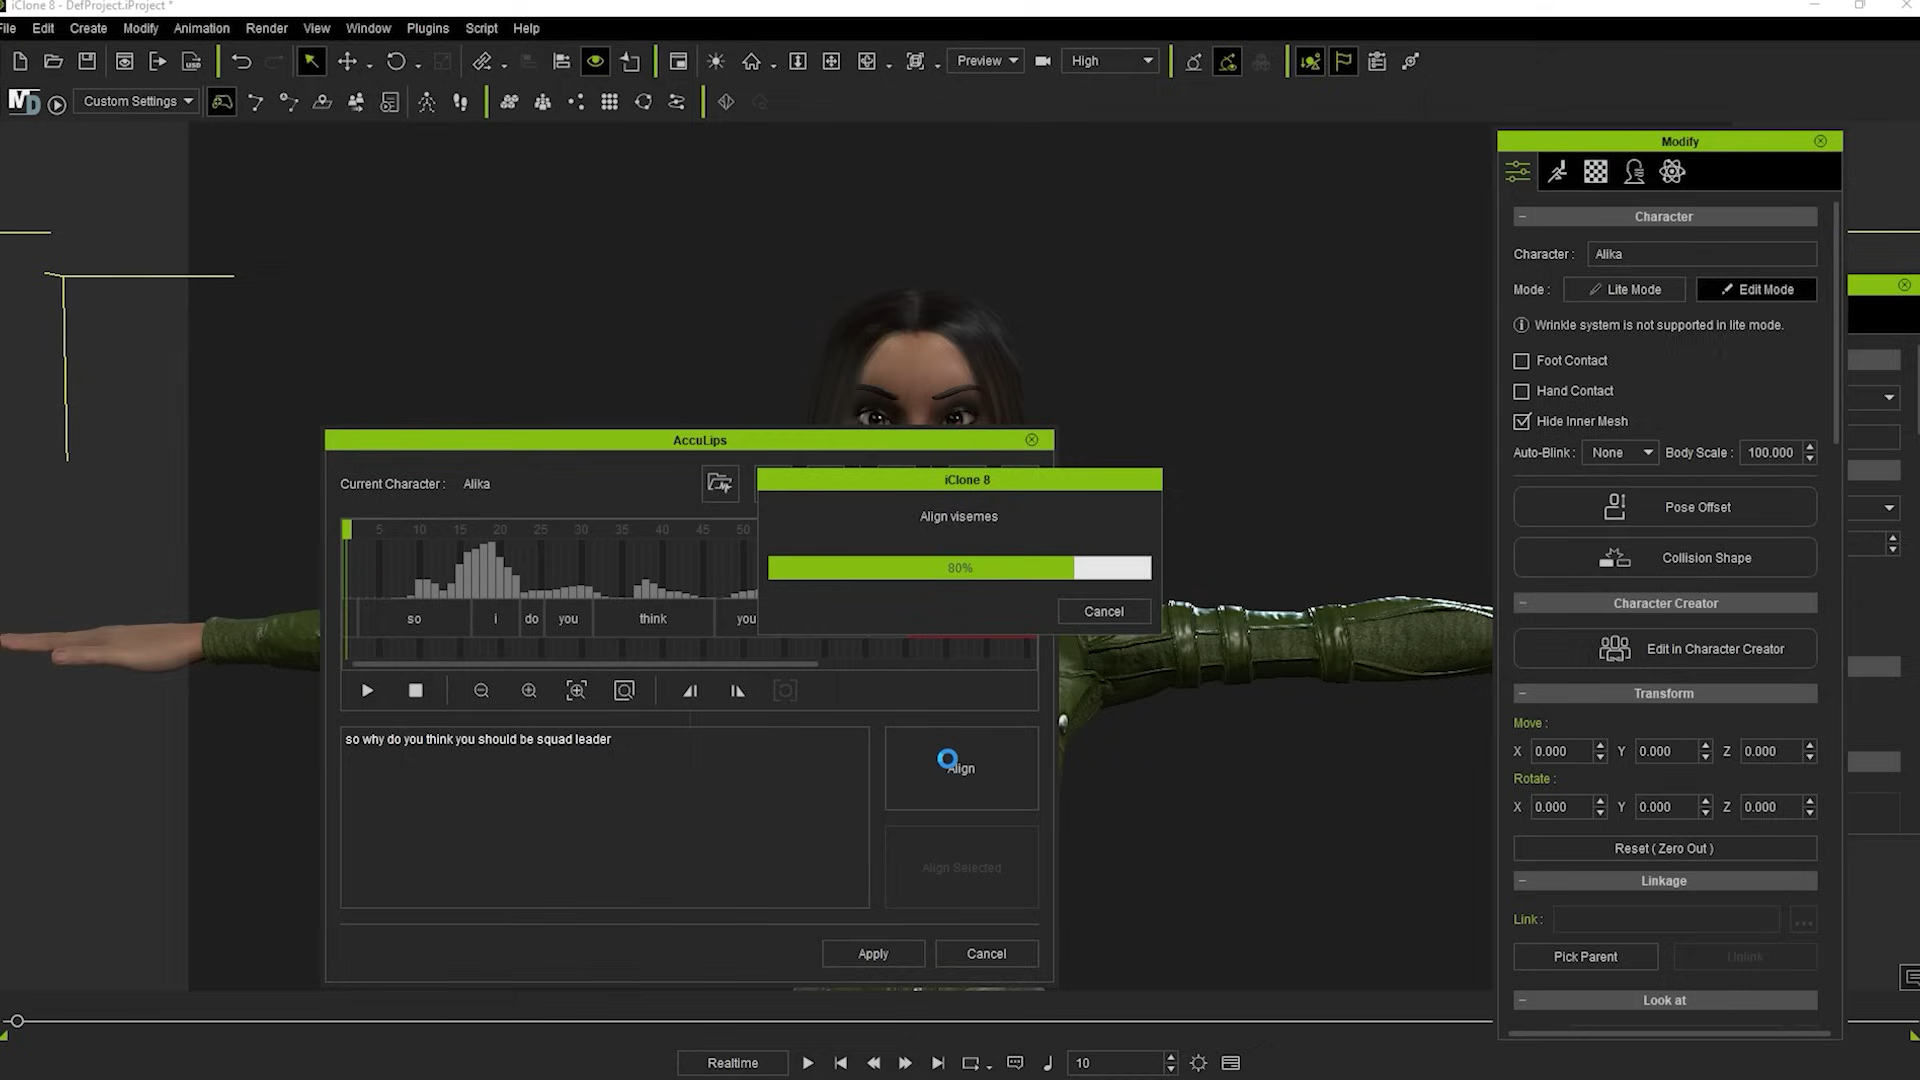 iClone 8 - DefProject.iProject *
File Edit Create Modify Animation Render View Window Plugins Script Help
Preview High
MD Custom Settings
Modify
Character
Character : Alika
Mode : Lite Mode Edit Mode
Wrinkle system is not supported in lite mode.
Foot Contact
Hand Contact
Hide Inner Mesh
Auto-Blink : None Body Scale : 100.000
Pose Offset
Collision Shape
Character Creator
Edit in Character Creator
Transform
Move :
X 0.000 Y 0.000 Z 0.000
Rotate :
X 0.000 Y 0.000 Z 0.000
Reset ( Zero Out )
Linkage
Link : ...
Pick Parent Unlink
Look at
AccuLips
Current Character : Alika
5 10 15 20 25 30 35 40 45 50
so i do you think you
so why do you think you should be squad leader
Align
Align Selected
Apply Cancel
iClone 8
Align visemes
80%
Cancel
Realtime 10